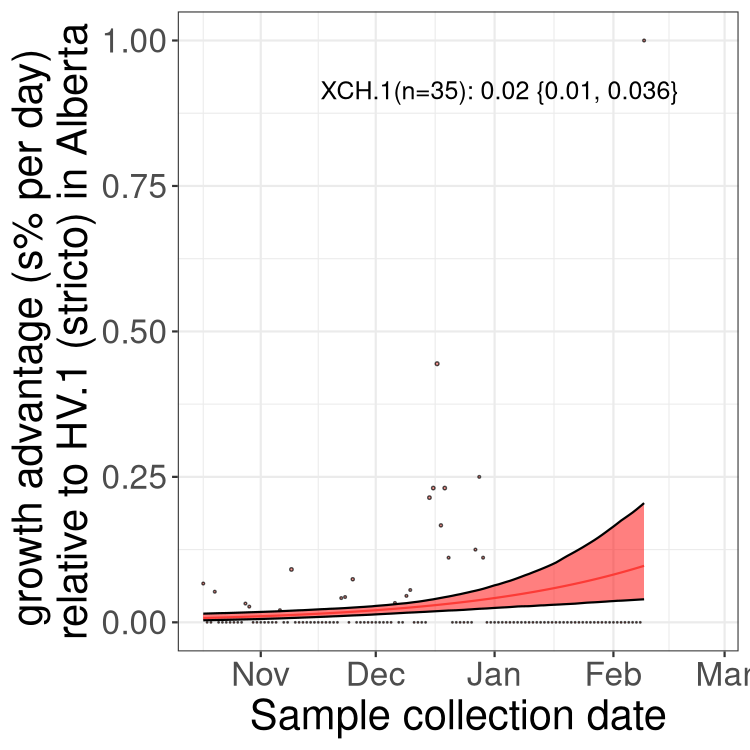 growth advantage (s% per day)
relative to HV.1 (stricto) in Alberta
1.00
0.75
0.50
0.25
0.00
XCH.1(n=35): 0.02 {0.01, 0.036}
Nov
Dec
Jan
Feb
Mar
Sample collection date